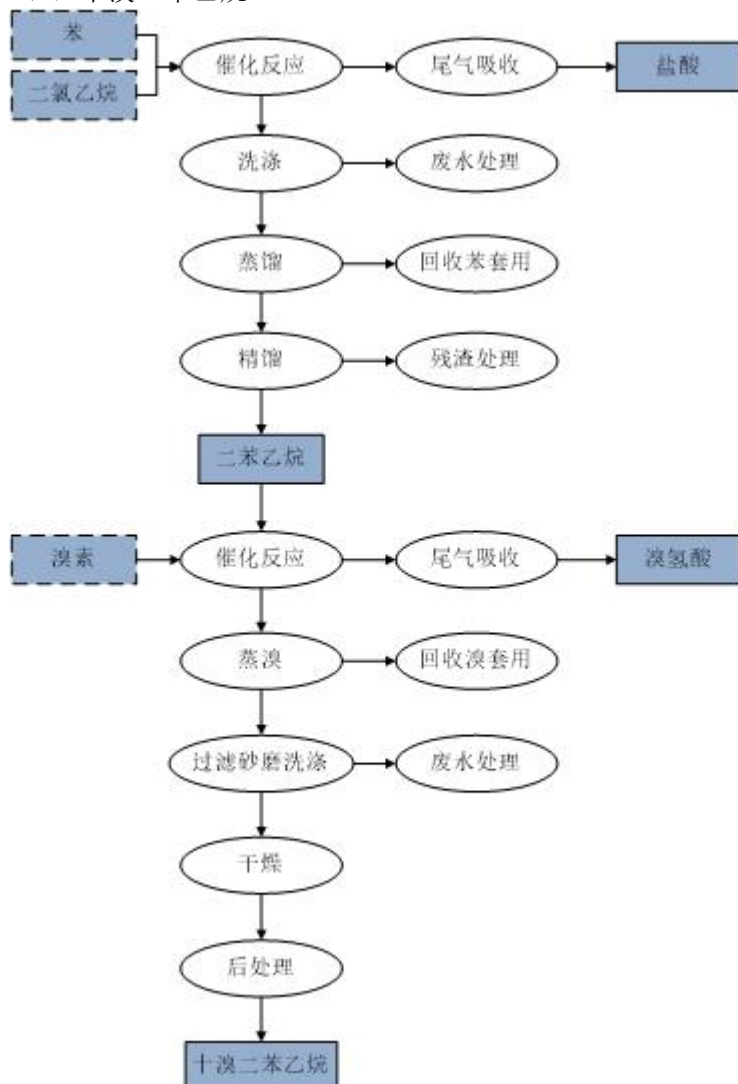 苯
催化反应
尾气吸收
盐酸
二氯乙烷
洗涤
废水处理
蒸馏
回收苯套用
精馏
残渣处理
二苯乙烷
溴素
催化反应
尾气吸收
溴氢酸
蒸溴
回收溴套用
过滤砂磨洗涤
废水处理
干燥
后处理
十溴二苯乙烷